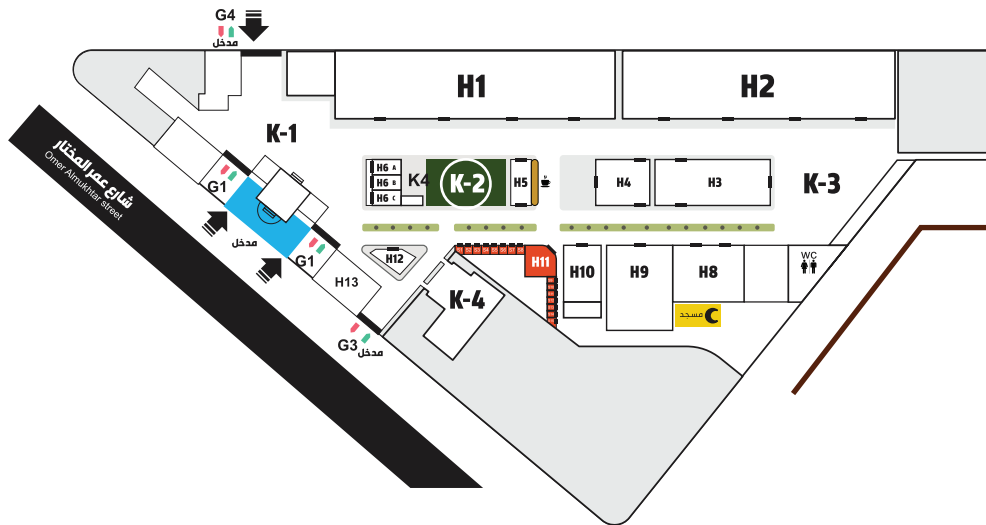 G4
مدخل
H1
H2
K-1
شارع عمر المختار
Omer Almukhtar street
G1
مدخل
G1
H6 A
H6 B
H6 C
K4
K-2
H5
H4
H3
K-3
H12
H13
G3
مدخل
K-4
H11
H10
H9
H8
WC
مسجد